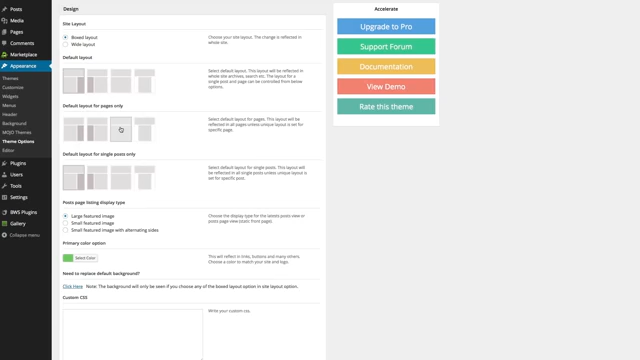 Posts
Media
Pages
Comments
Marketplace
Appearance
Themes
Customize
Widgets
Menus
Header
Background
MOJO Themes
Theme Options
Editor
Plugins
Users
Tools
Settings
BWS Plugins
Gallery
Collapse menu
Design
Site Layout
Boxed layout
Wide layout
Choose your site layout. The change is reflected in
whole site.
Default layout
Select default layout. This layout will be reflected in
whole site archives, search etc. The layout for a
single post and page can be controlled from below
options.
Default layout for pages only
Select default layout for pages. This layout will be
reflected in all pages unless unique layout is set for
specific page.
Default layout for single posts only
Select default layout for single posts. This layout will
be reflected in all single posts unless unique layout is
set for specific post.
Posts page listing display type
Large featured image
Small featured image
Small featured image with alternating sides
Choose the display type for the latests posts view or
posts page view (static front page).
Primary color option
Select Color
This will reflect in links, buttons and many others.
Choose a color to match your site and logo.
Need to replace default background?
Click Here Note: The background will only be seen if you choose any of the boxed layout option in site layout option.
Custom CSS
Write your custom css.
Accelerate
Upgrade to Pro
Support Forum
Documentation
View Demo
Rate this theme